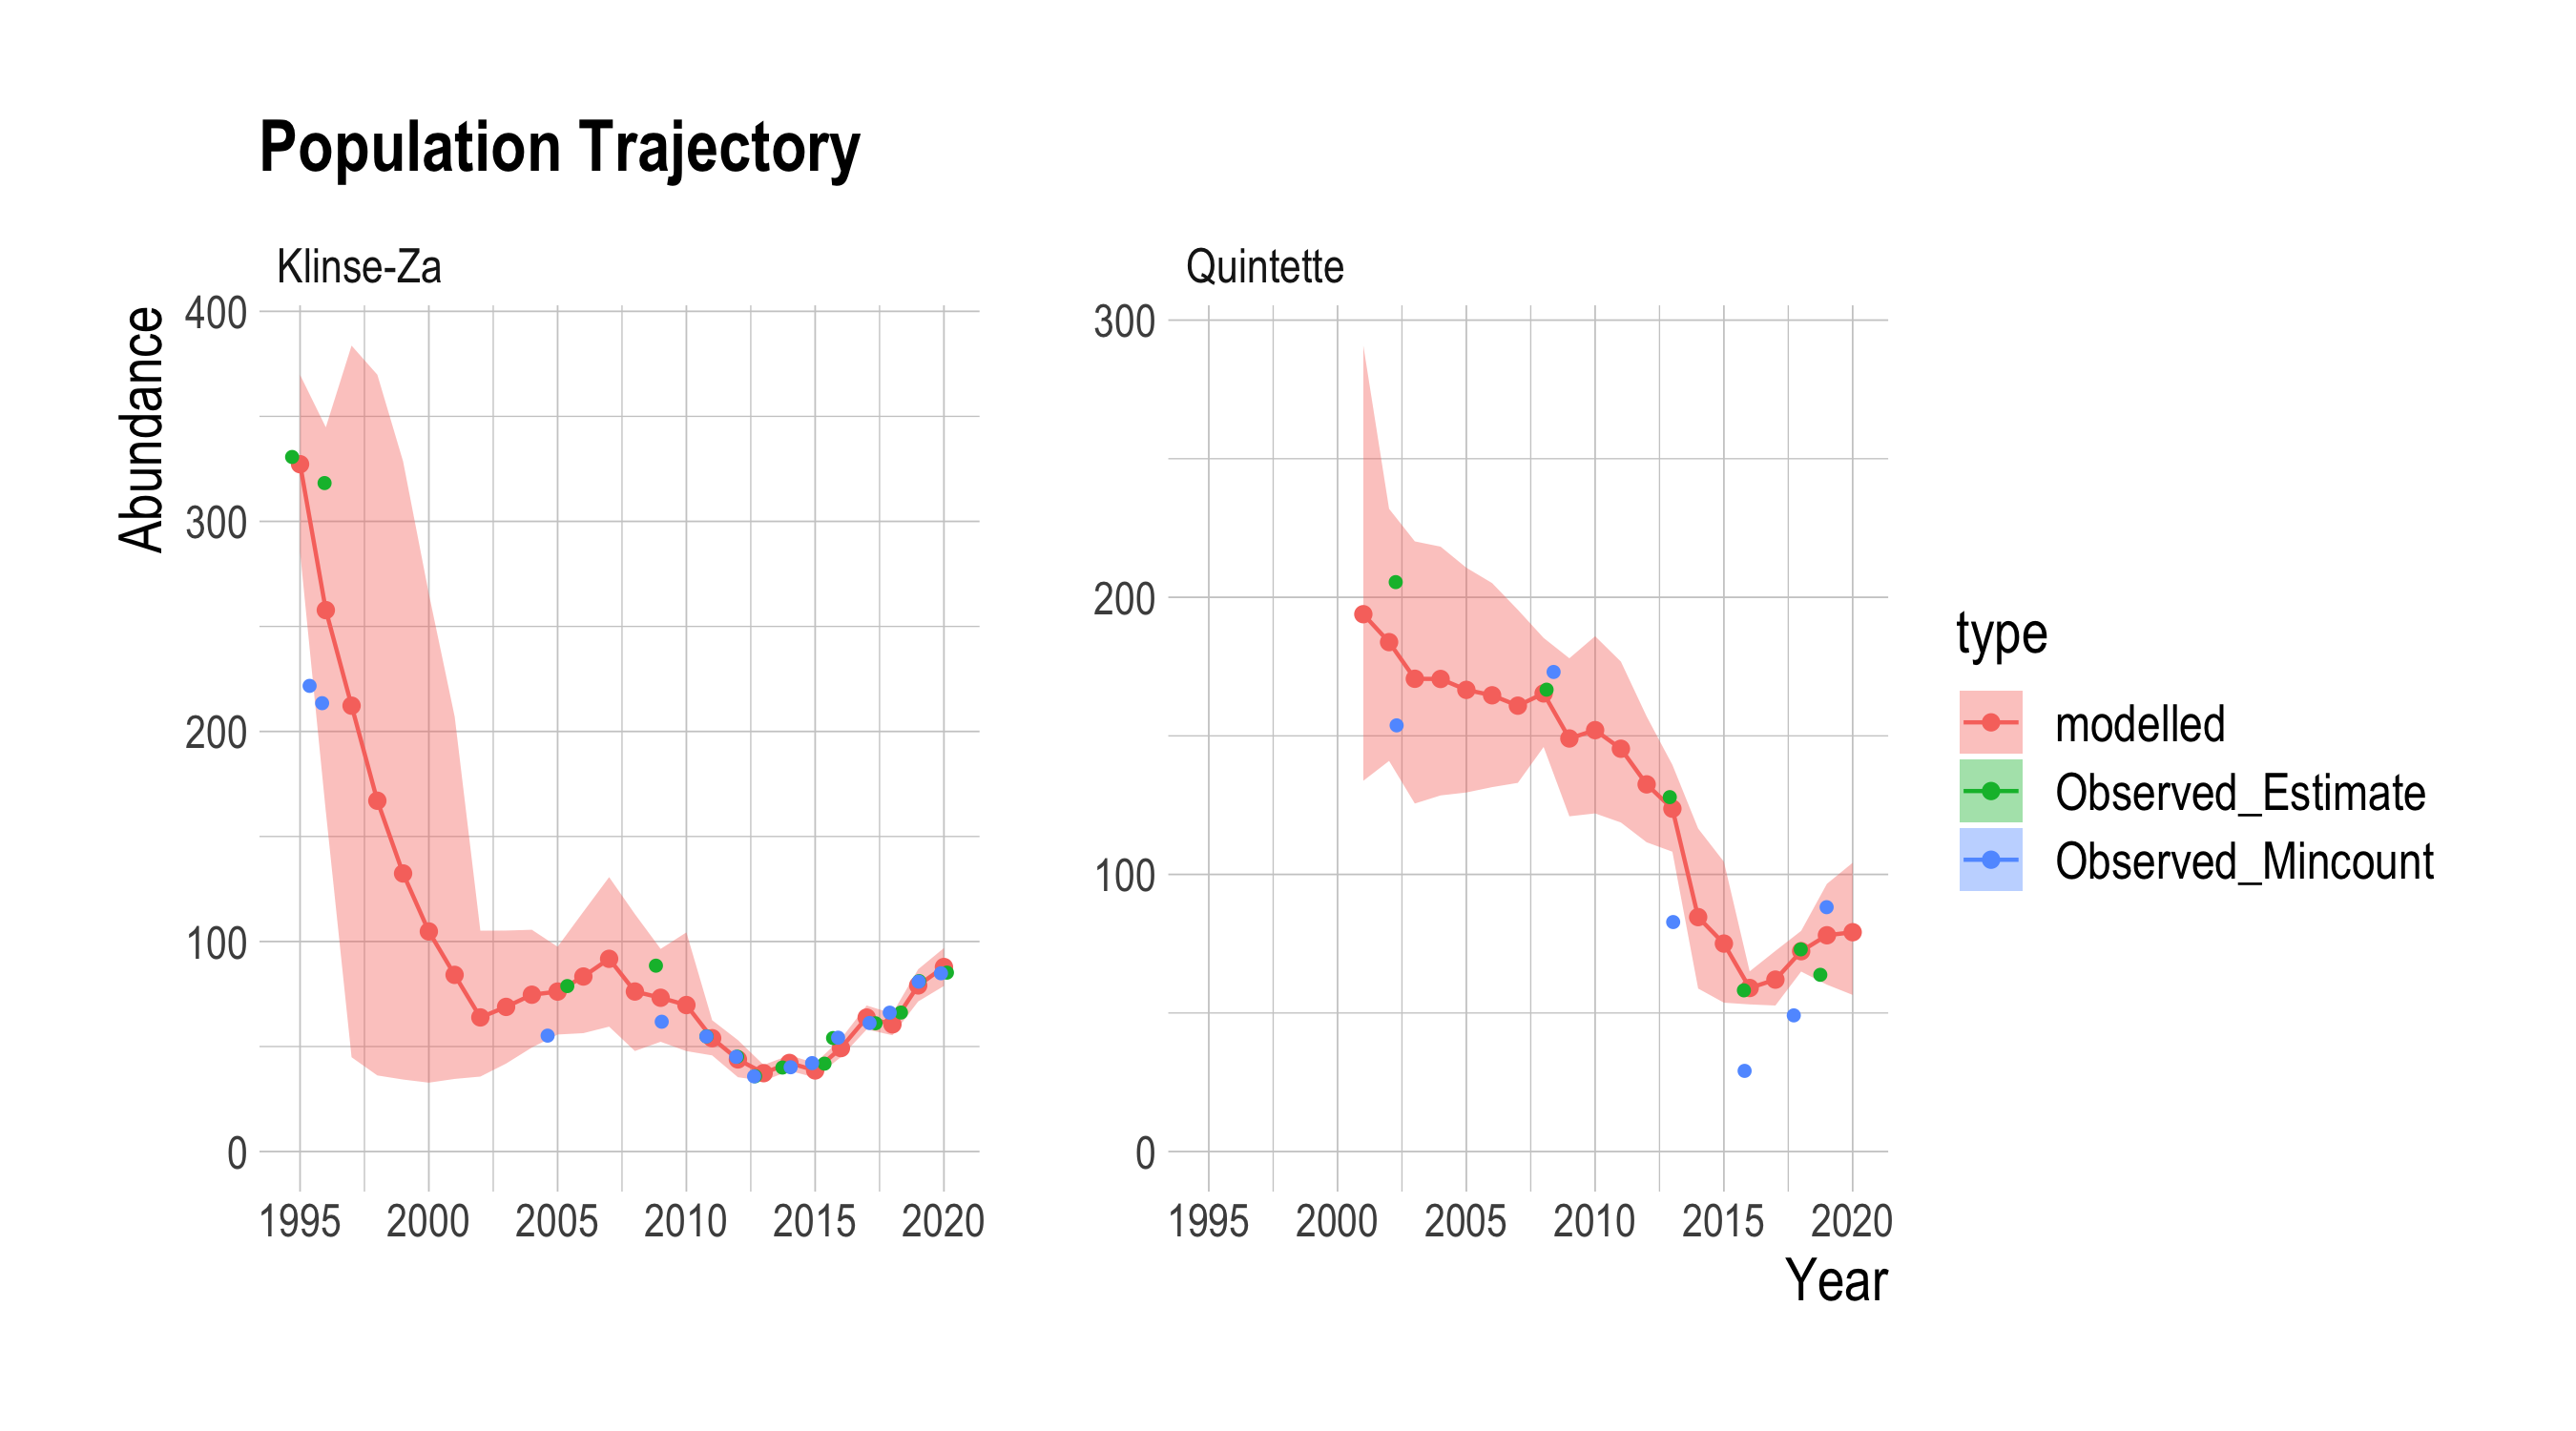 Population Trajectory
Klinse-Za
Quintette
Abundance
400
300
200
100
0
1995 2000 2005 2010 2015 2020
300
200
100
0
1995 2000 2005 2010 2015 2020
Year
type
modelled
Observed_Estimate
Observed_Mincount